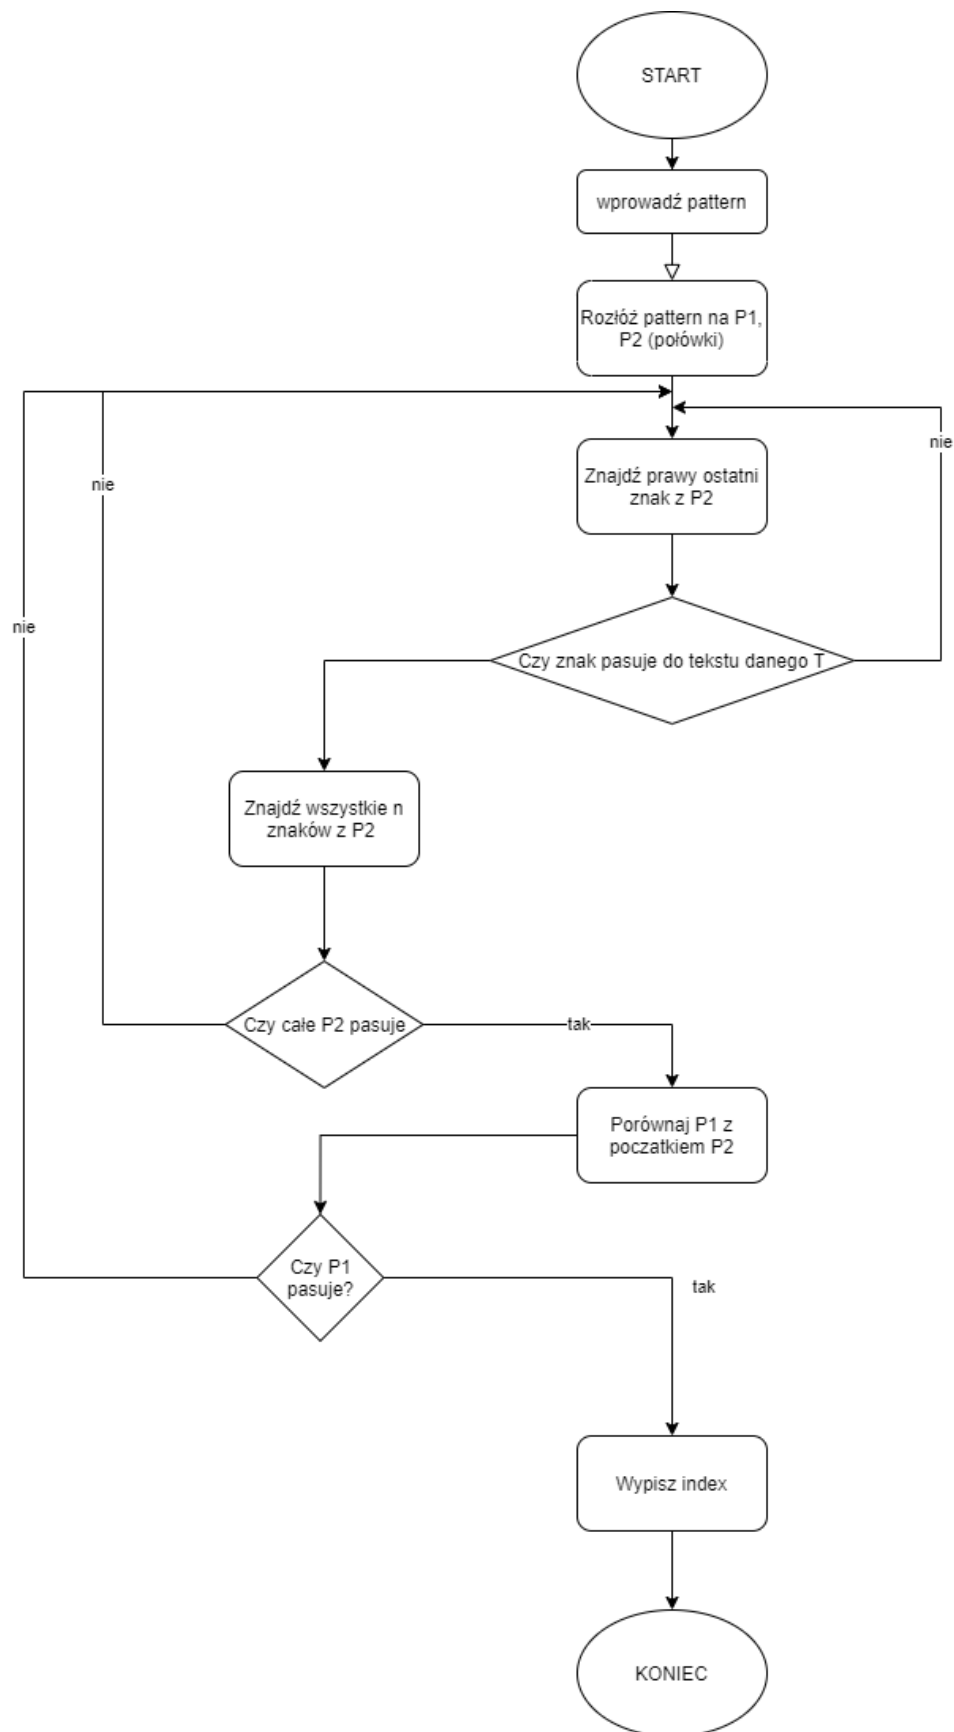 START
wprowadź pattern
Rozłóż pattern na P1,
P2 (połówki)
nie
nie
Znajdź prawy ostatni
znak z P2
nie
Czy znak pasuje do tekstu danego T
Znajdź wszystkie n
znaków z P2
Czy całe P2 pasuje
tak
Porównaj P1 z
poczatkiem P2
Czy P1
pasuje?
tak
Wypisz index
KONIEC